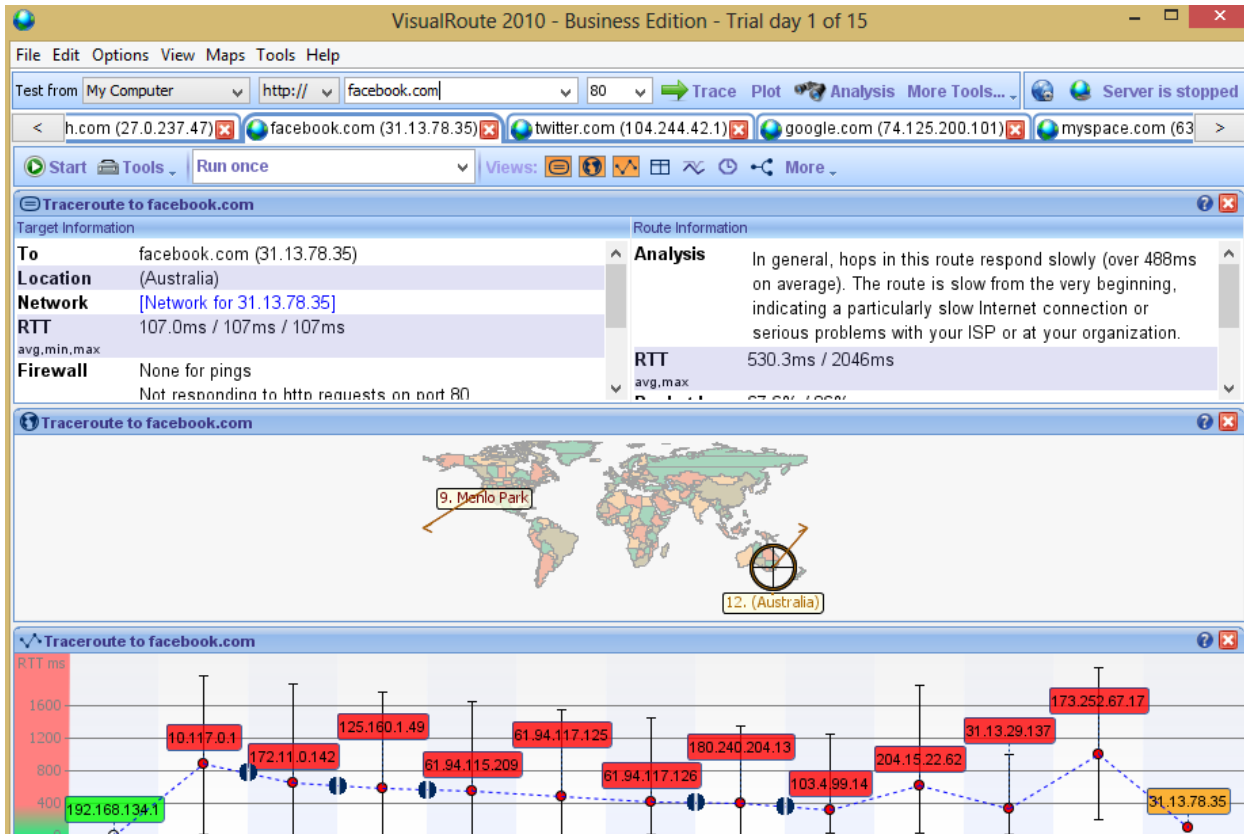 VisualRoute 2010 - Business Edition - Trial day 1 of 15
File Edit Options View Maps Tools Help
Test from My Computer http:// facebook.com 80 Trace Plot Analysis More Tools... Server is stopped
< h.com (27.0.237.47) facebook.com (31.13.78.35) twitter.com (104.244.42.1) google.com (74.125.200.101) myspace.com (63 >
Start Tools Run once Views: More
Traceroute to facebook.com
Target Information
To facebook.com (31.13.78.35)
Location (Australia)
Network [Network for 31.13.78.35]
RTT 107.0ms / 107ms / 107ms
avg,min,max
Firewall None for pings
Not responding to http requests on port 80
Route Information
Analysis In general, hops in this route respond slowly (over 488ms
on average). The route is slow from the very beginning,
indicating a particularly slow Internet connection or
serious problems with your ISP or at your organization.
RTT 530.3ms / 2046ms
avg,max
Traceroute to facebook.com
9. Menlo Park
12. (Australia)
Traceroute to facebook.com
RTT ms
1600
1200
800
400
0
192.168.134.1
10.117.0.1
172.11.0.142
125.160.1.49
61.94.115.209
61.94.117.125
61.94.117.126
180.240.204.13
103.4.99.14
204.15.22.62
31.13.29.137
173.252.67.17
31.13.78.35